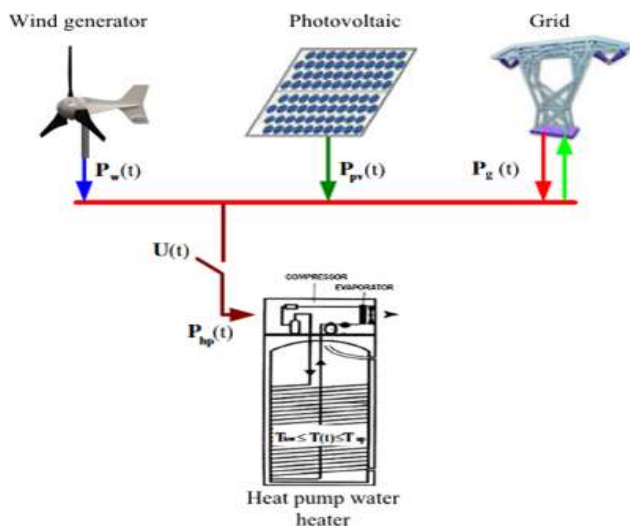 Wind generator
Photovoltaic
Grid
P_w(t)
P_pv(t)
P_g (t)
U(t)
COMPRESSOR
EVAPORATOR
P_hp(t)
T_low ≤ T(t) ≤ T_up
Heat pump water
heater